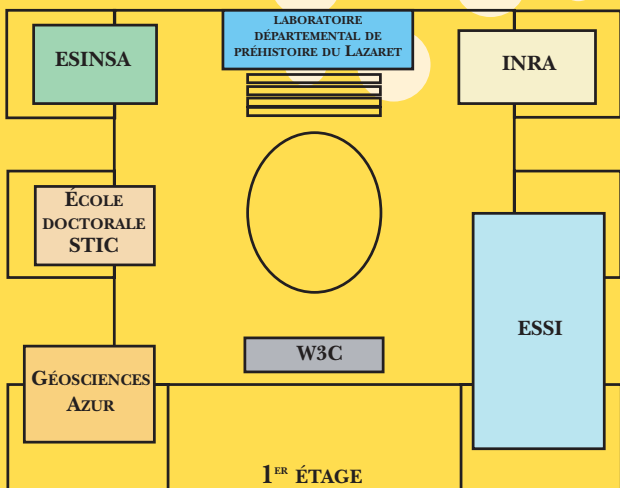 ESINSA
LABORATOIRE
DÉPARTEMENTAL DE
PRÉHISTOIRE DU LAZARET
INRA
ÉCOLE
DOCTORALE
STIC
ESSI
W3C
GÉOSCIENCES
AZUR
1ER ÉTAGE